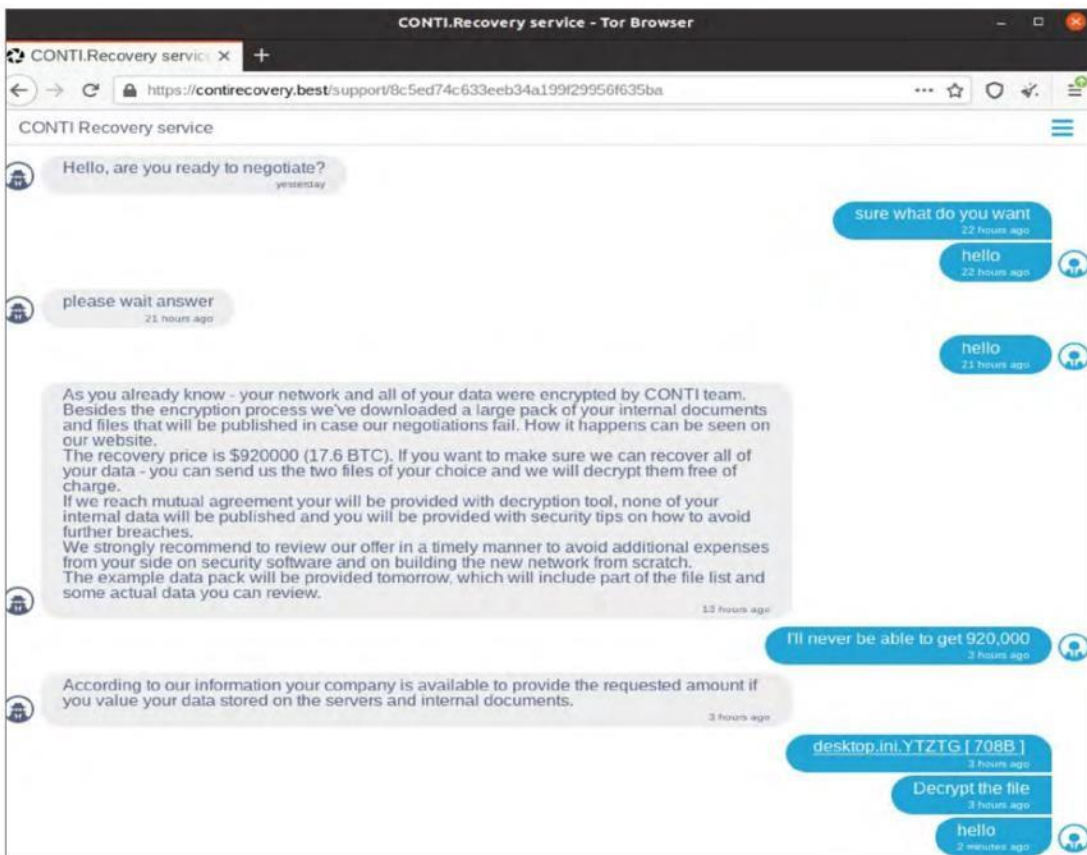 CONTI.Recovery service - Tor Browser
CONTI.Recovery servic
https://contirecovery.best/support/8c5ed74c633eeb34a199f29956f635ba
CONTI Recovery service
Hello, are you ready to negotiate?
yesterday
sure what do you want
22 hours ago
hello
22 hours ago
please wait answer
21 hours ago
hello
21 hours ago
As you already know - your network and all of your data were encrypted by CONTI team.
Besides the encryption process we've downloaded a large pack of your internal documents
and files that will be published in case our negotiations fail. How it happens can be seen on
our website.
The recovery price is $920000 (17.6 BTC). If you want to make sure we can recover all of
your data - you can send us the two files of your choice and we will decrypt them free of
charge.
If we reach mutual agreement your will be provided with decryption tool, none of your
internal data will be published and you will be provided with security tips on how to avoid
further breaches.
We strongly recommend to review our offer in a timely manner to avoid additional expenses
from your side on security software and on building the new network from scratch.
The example data pack will be provided tomorrow, which will include part of the file list and
some actual data you can review.
13 hours ago
I'll never be able to get 920,000
3 hours ago
According to our information your company is available to provide the requested amount if
you value your data stored on the servers and internal documents.
3 hours ago
desktop.ini.YTZTG [ 708B ]
3 hours ago
Decrypt the file
3 hours ago
hello
2 minutes ago